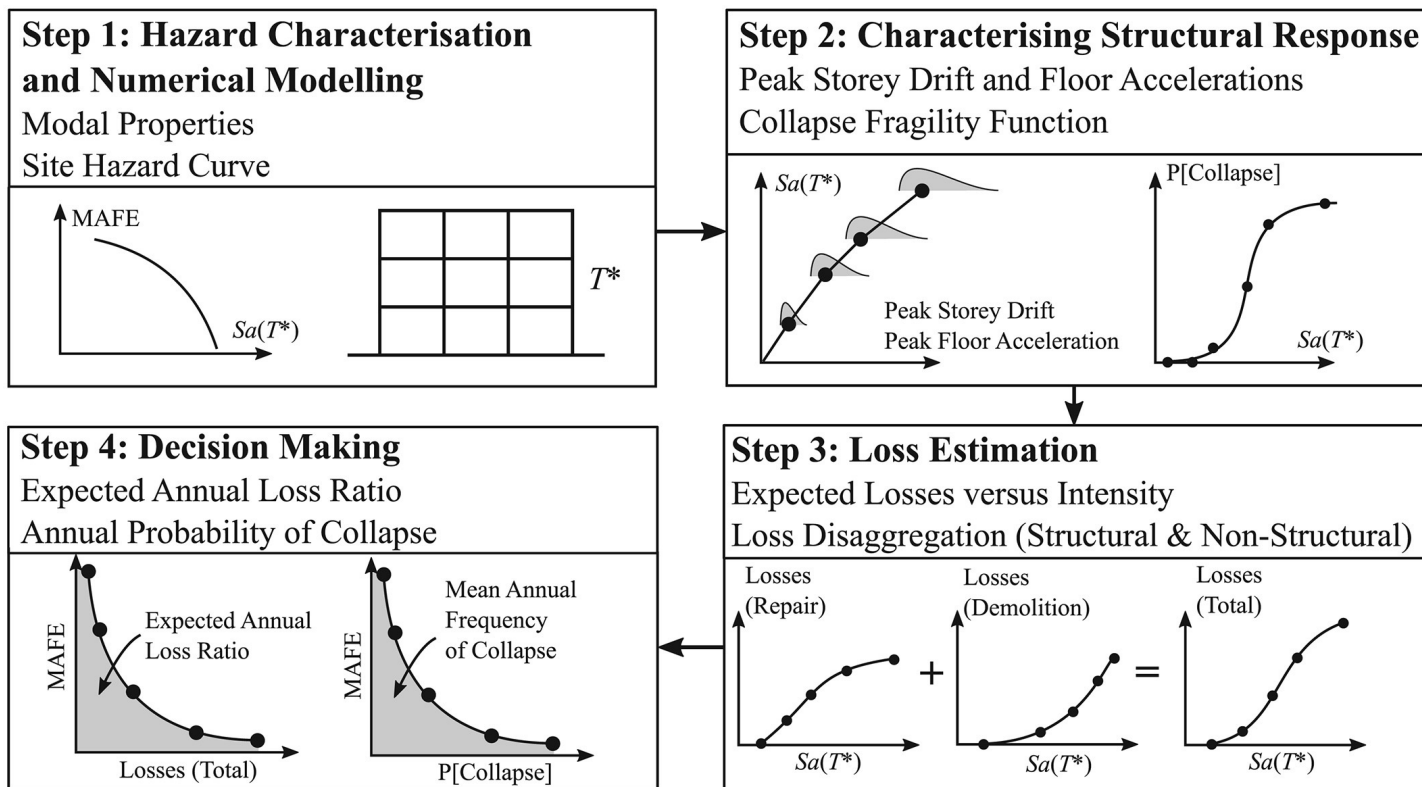 Step 1: Hazard Characterisation
and Numerical Modelling
Modal Properties
Site Hazard Curve
MAFE
Sa(T*)
T*
Step 2: Characterising Structural Response
Peak Storey Drift and Floor Accelerations
Collapse Fragility Function
Sa(T*)
Peak Storey Drift
Peak Floor Acceleration
P[Collapse]
Sa(T*)
Step 3: Loss Estimation
Expected Losses versus Intensity
Loss Disaggregation (Structural & Non-Structural)
Losses
(Repair)
Sa(T*)
+
Losses
(Demolition)
Sa(T*)
=
Losses
(Total)
Sa(T*)
Step 4: Decision Making
Expected Annual Loss Ratio
Annual Probability of Collapse
MAFE
Expected Annual
Loss Ratio
Losses (Total)
MAFE
Mean Annual
Frequency
of Collapse
P[Collapse]